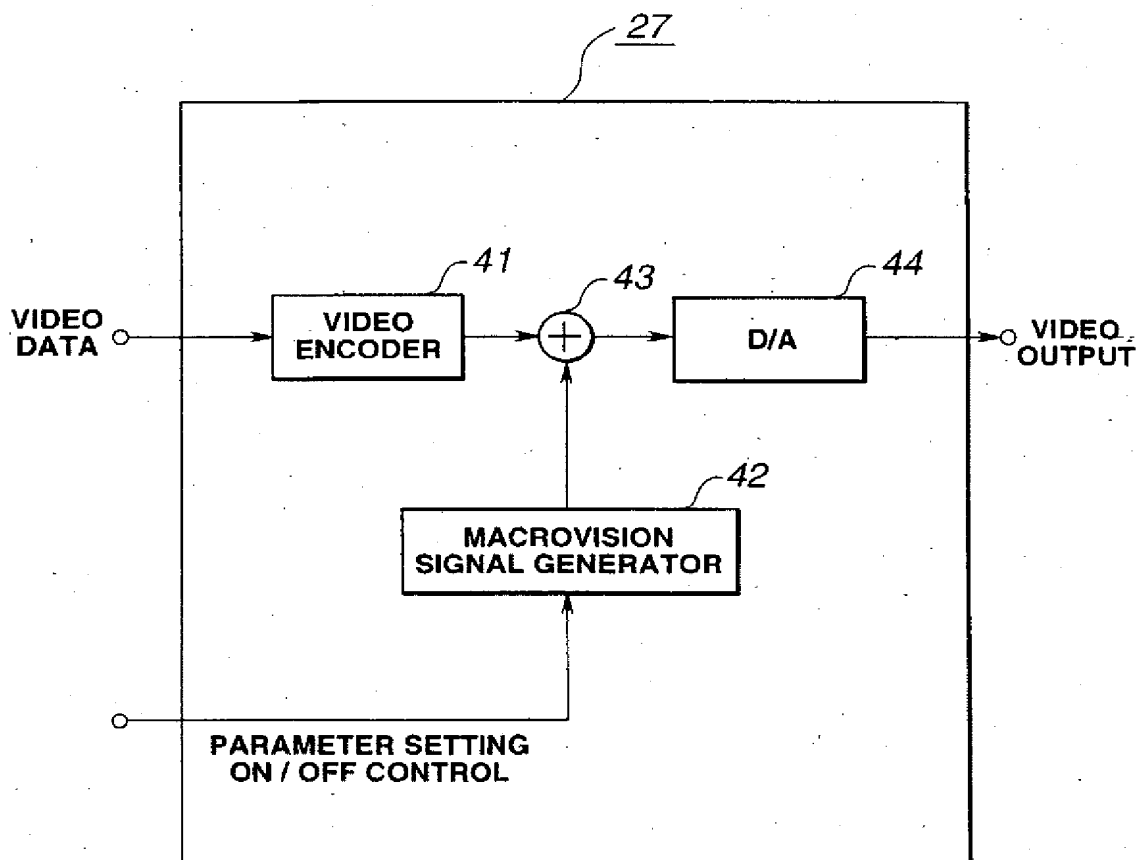 27
41
43
44
VIDEO
DATA
VIDEO
ENCODER
+
D/A
VIDEO
OUTPUT
42
MACROVISION
SIGNAL GENERATOR
PARAMETER SETTING
ON / OFF CONTROL